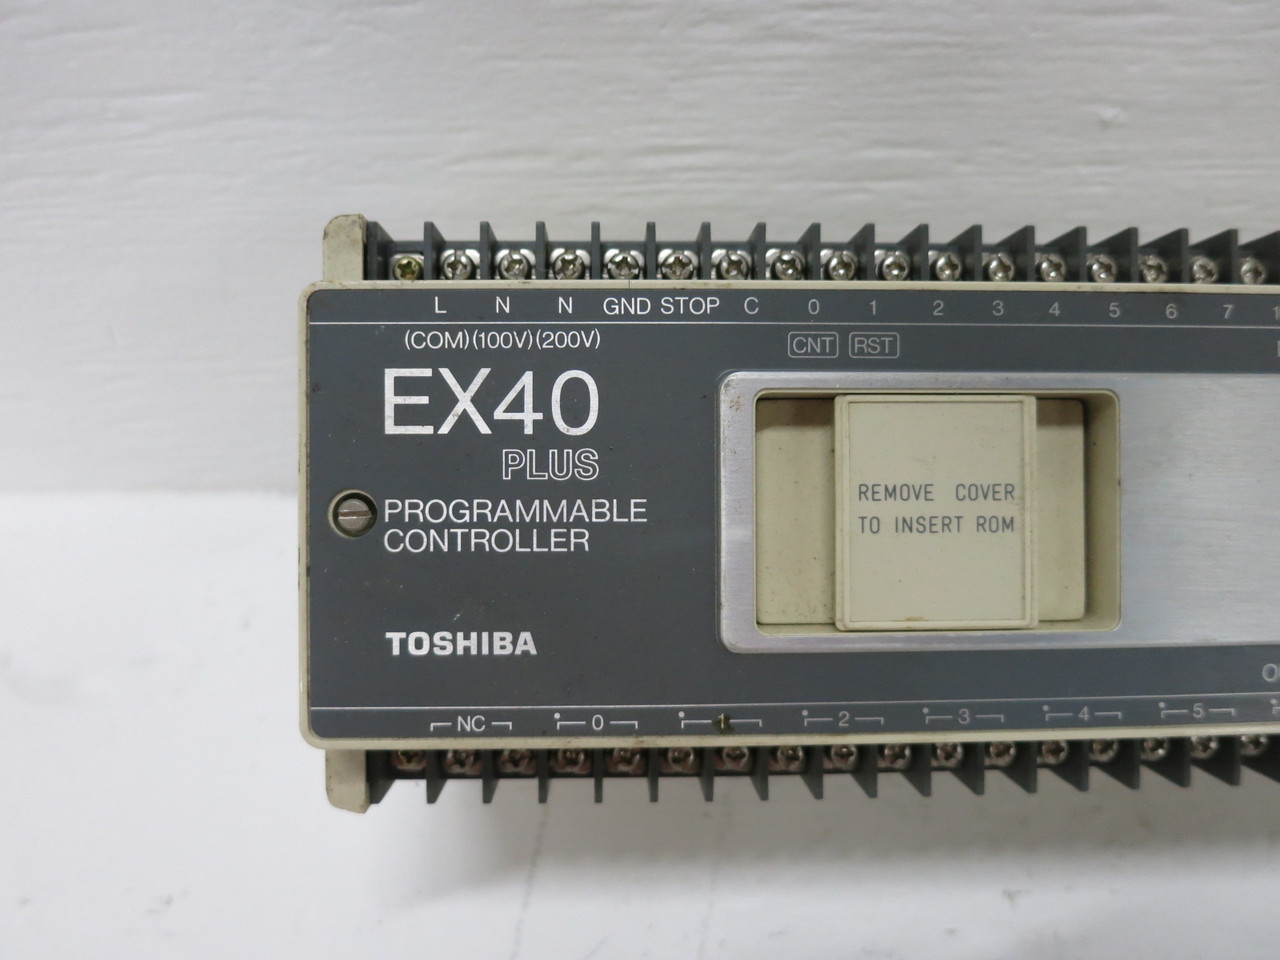 L N N GND STOP C 0 1 2 3 4 5 6 7
(COM) (100V) (200V)
CNT RST
EX40
PLUS
PROGRAMMABLE
CONTROLLER
REMOVE COVER
TO INSERT ROM
TOSHIBA
NC 0 1 2 3 4 5